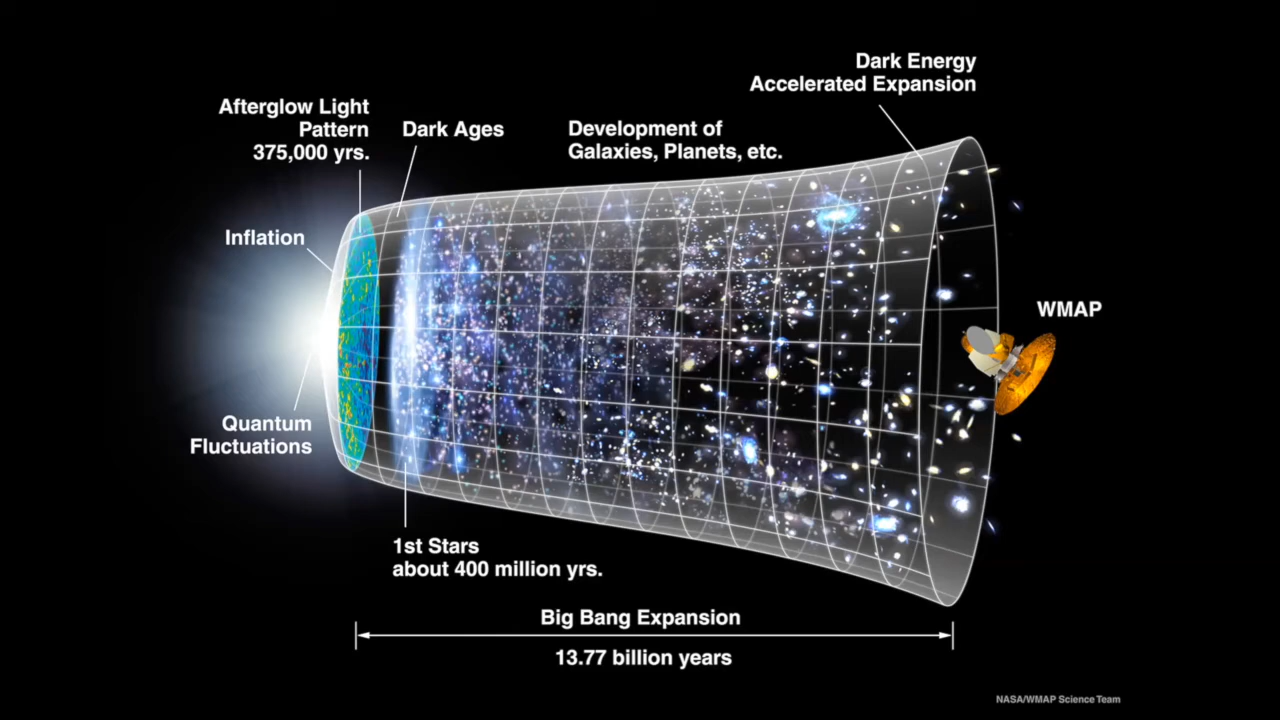 Dark Energy
Accelerated Expansion
Afterglow Light
Pattern
375,000 yrs.
Dark Ages
Development of
Galaxies, Planets, etc.
Inflation
WMAP
Quantum
Fluctuations
1st Stars
about 400 million yrs.
Big Bang Expansion
13.77 billion years
NASA/WMAP Science Team